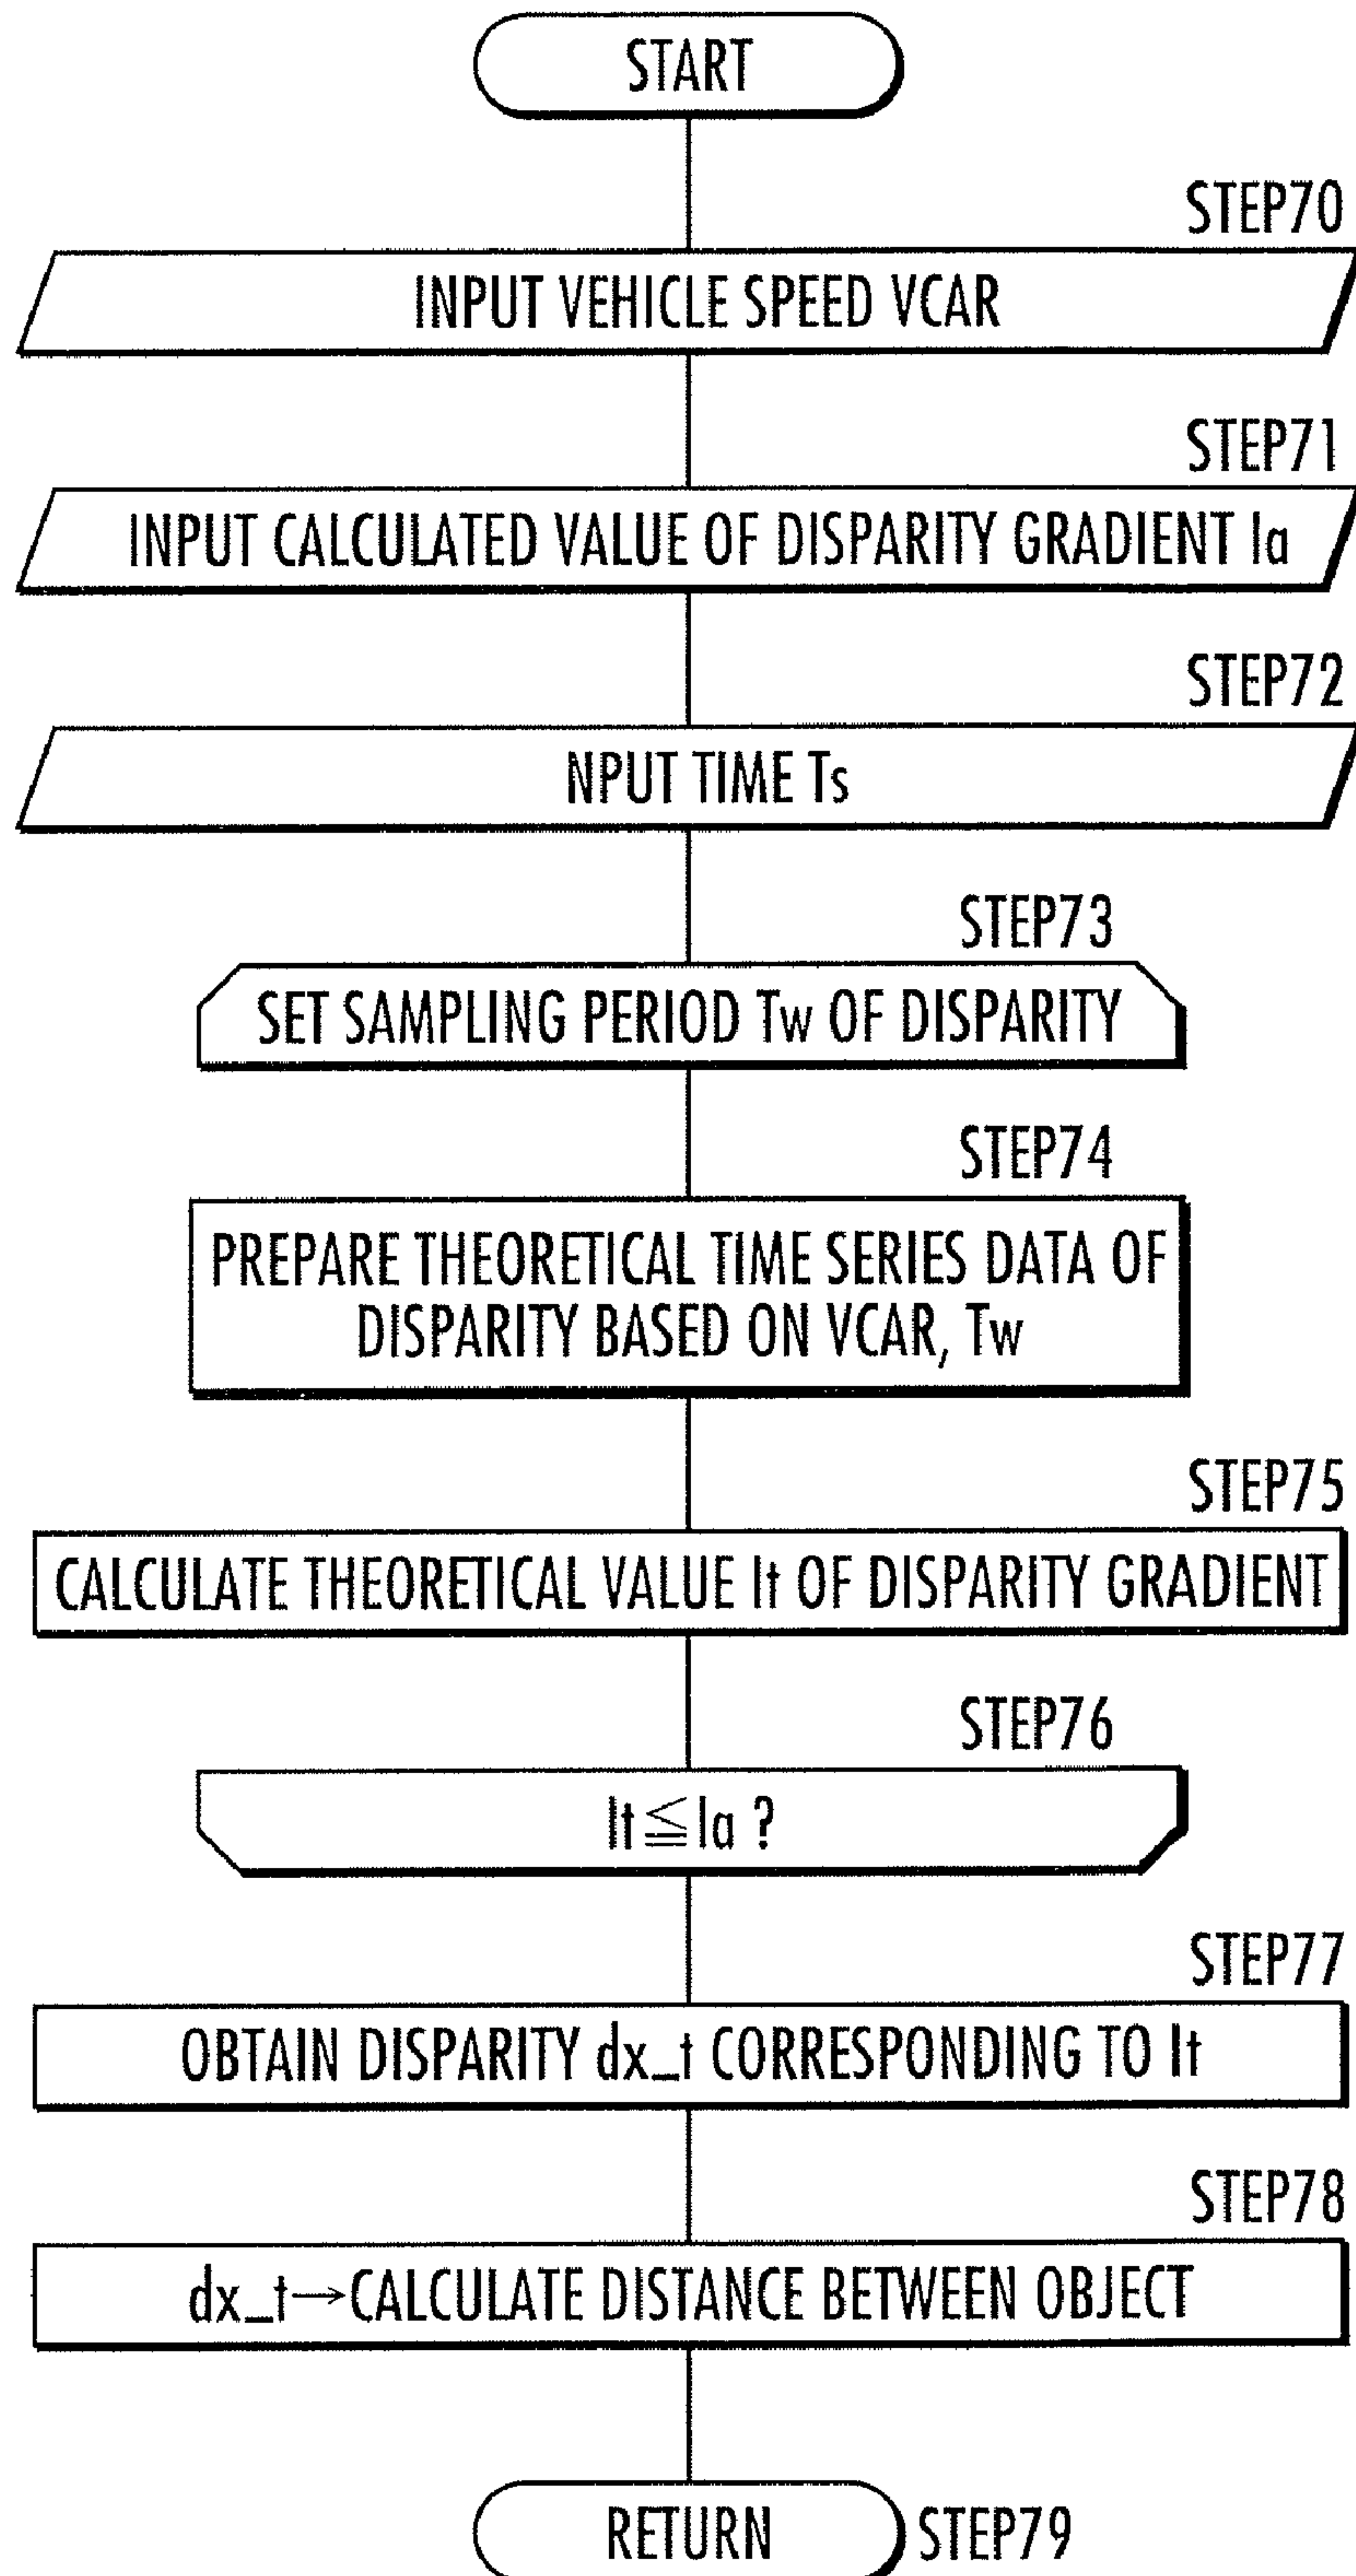 START
STEP70
INPUT VEHICLE SPEED VCAR
STEP71
INPUT CALCULATED VALUE OF DISPARITY GRADIENT Ia
STEP72
NPUT TIME Ts
STEP73
SET SAMPLING PERIOD Tw OF DISPARITY
STEP74
PREPARE THEORETICAL TIME SERIES DATA OF
DISPARITY BASED ON VCAR, Tw
STEP75
CALCULATE THEORETICAL VALUE It OF DISPARITY GRADIENT
STEP76
It≦Ia ?
STEP77
OBTAIN DISPARITY dx_t CORRESPONDING TO It
STEP78
dx_t→CALCULATE DISTANCE BETWEEN OBJECT
RETURN STEP79